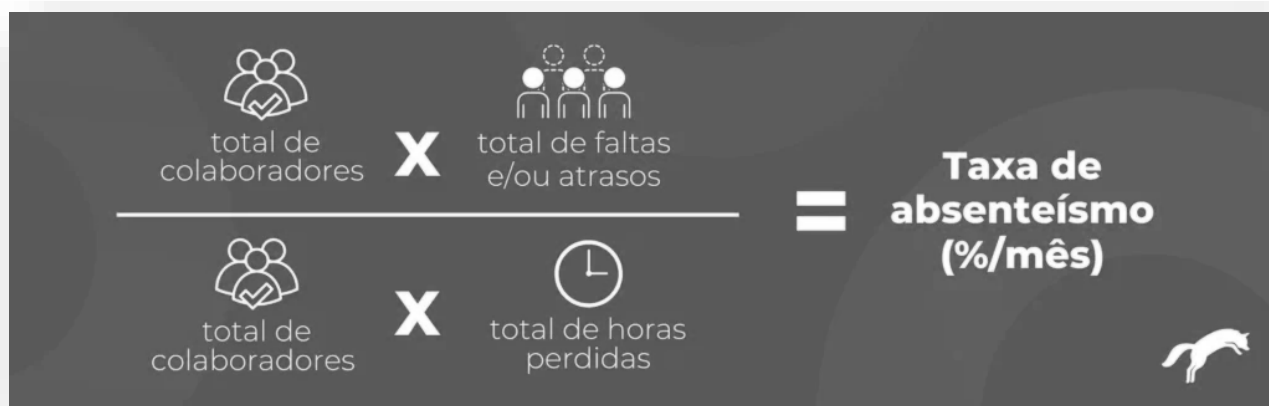 total de
colaboradores
X
total de faltas
e/ou atrasos
=
Taxa de
absenteísmo
(%/mês)
total de
colaboradores
X
total de horas
perdidas